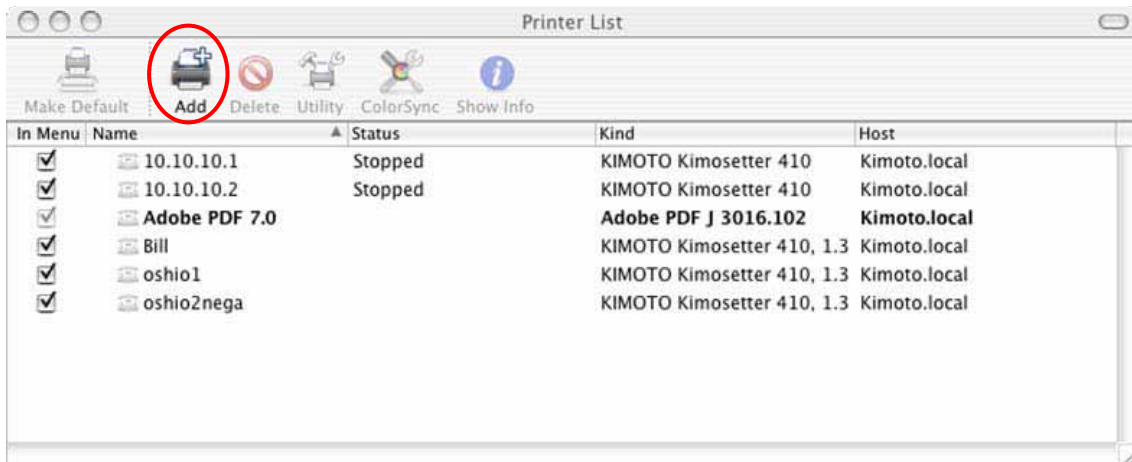 Printer List
Make Default Add Delete Utility ColorSync Show Info
In Menu Name Status Kind Host
10.10.10.1 Stopped KIMOTO Kimosetter 410 Kimoto.local
10.10.10.2 Stopped KIMOTO Kimosetter 410 Kimoto.local
Adobe PDF 7.0 Adobe PDF J 3016.102 Kimoto.local
Bill KIMOTO Kimosetter 410, 1.3 Kimoto.local
oshio1 KIMOTO Kimosetter 410, 1.3 Kimoto.local
oshio2nega KIMOTO Kimosetter 410, 1.3 Kimoto.local